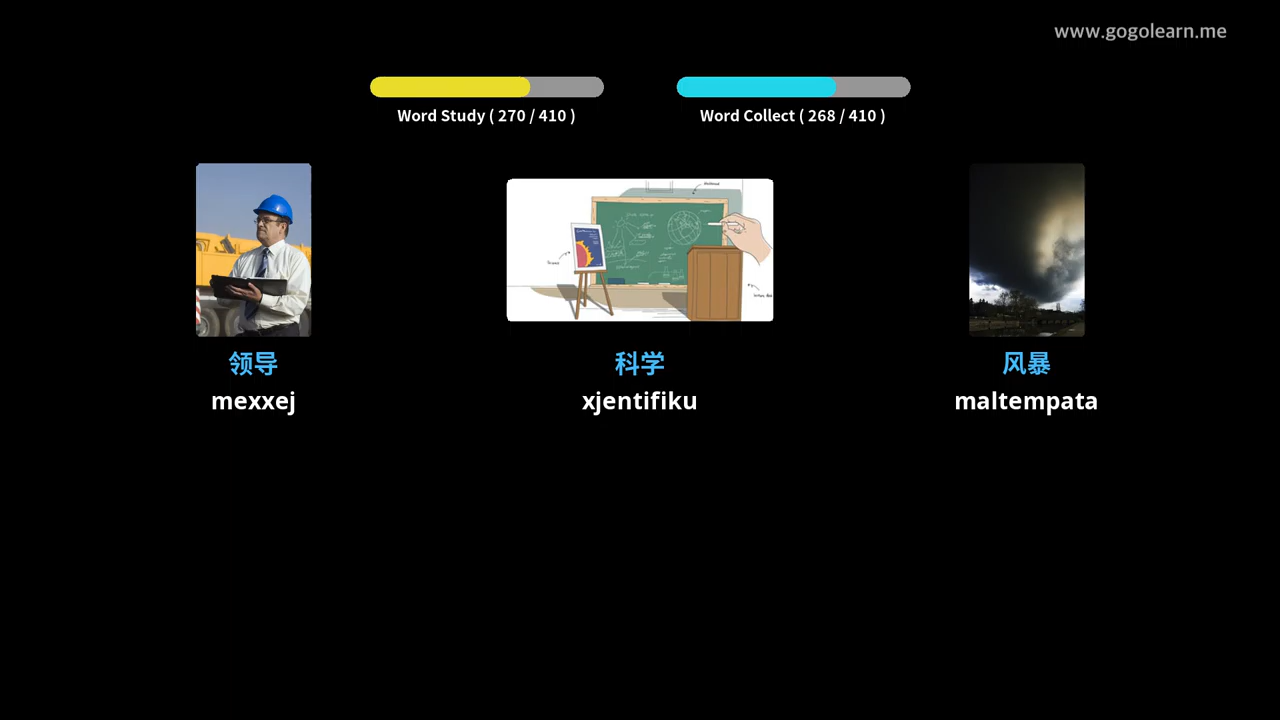 www.gogolearn.me
Word Study ( 270 / 410 )
Word Collect ( 268 / 410 )
领导
科学
风暴
mexxej
xjentifiku
maltempata